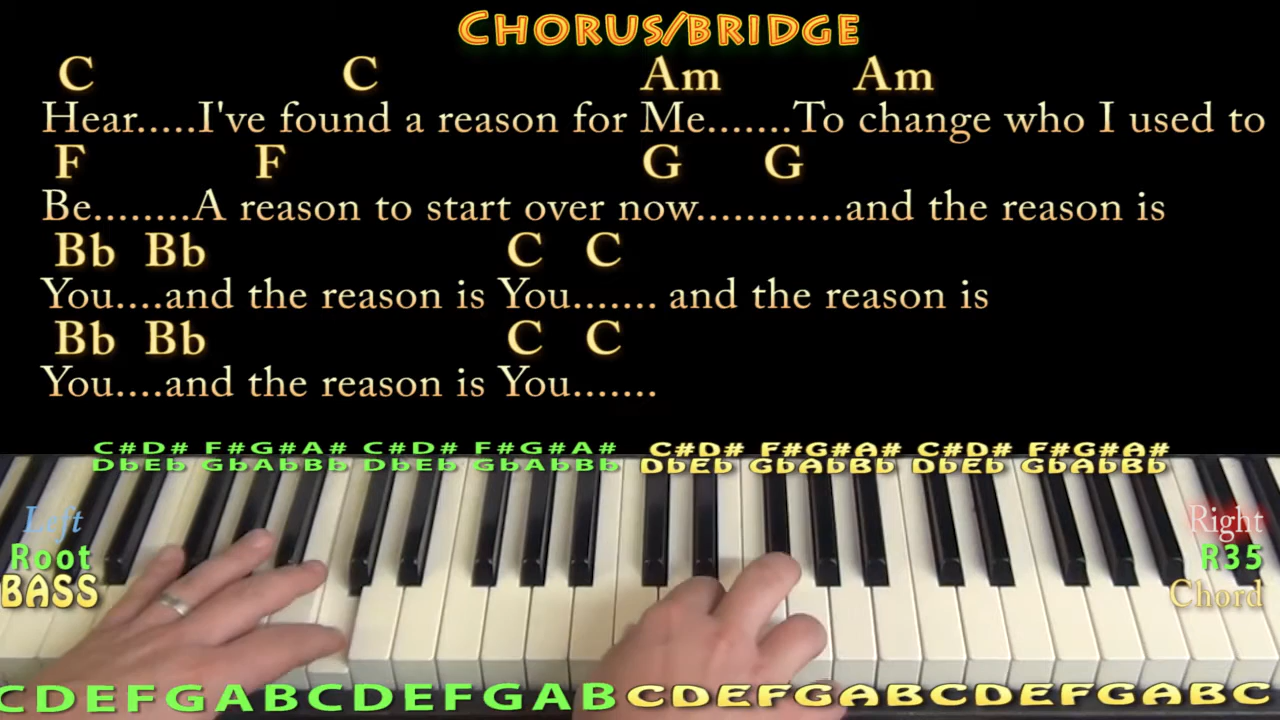 CHORUS/BRIDGE
C C Am Am
Hear.....I've found a reason for Me.......To change who I used to
F F G G
Be........A reason to start over now............and the reason is
Bb Bb C C
You....and the reason is You....... and the reason is
Bb Bb C C
You....and the reason is You.......
C#D# F#G#A# C#D# F#G#A# C#D# F#G#A# C#D# F#G#A#
DbEb GbAbBb DbEb GbAbBb DbEb GbAbBb DbEb GbAbBb
Left
Root
BASS
Right
R35
Chord
CDEFGABCDEFGAB CDEFGABCDEFGABC